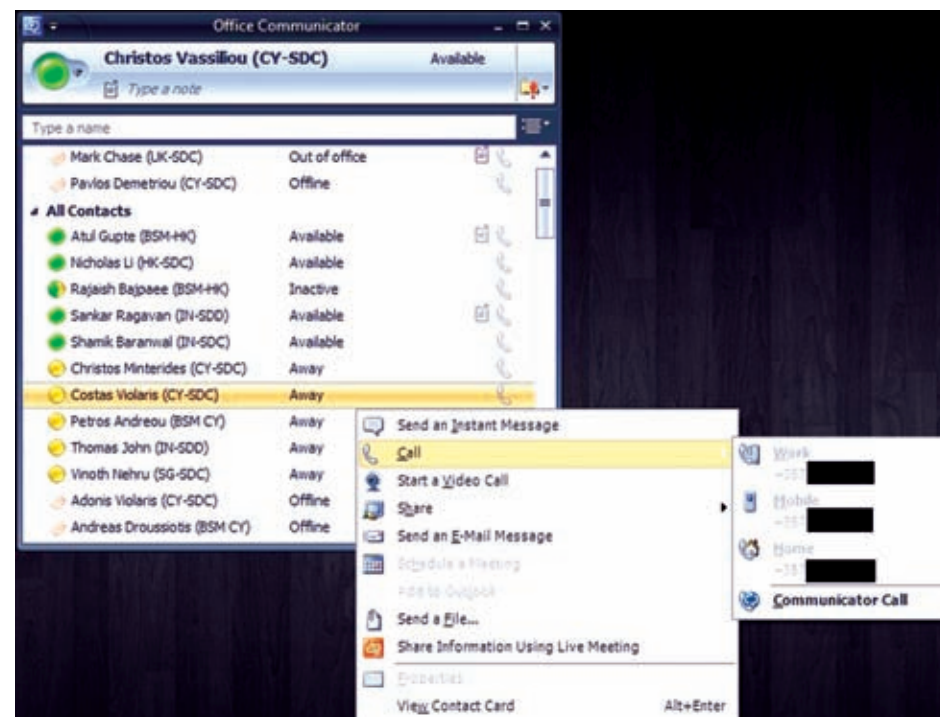 Office Communicator
Christos Vassiliou (CY-SDC) Available
Type a note
Type a name
Mark Chase (UK-SDC) Out of office
Pavlos Demetriou (CY-SDC) Offline
All Contacts
Atul Gupte (BSM-HK) Available
Nicholas Li (HK-SDC) Available
Rajaish Bajpaee (BSM-HK) Inactive
Sankar Ragavan (IN-SDD) Available
Shamik Baranwal (IN-SDC) Available
Christos Minterides (CY-SDC) Away
Costas Violaris (CY-SDC) Away
Petros Andreou (BSM CY) Away
Thomas John (IN-SDD) Away
Vinoth Nehru (SG-SDC) Away
Adonis Violaris (CY-SDC) Offline
Andreas Droussiotis (BSM CY) Offline
Send an Instant Message
Call
Start a Video Call
Share
Send an E-Mail Message
Schedule a Meeting
Add to Outlook
Send a File...
Share Information Using Live Meeting
Properties
View Contact Card Alt+Enter
Work
Mobile
Home
Communicator Call